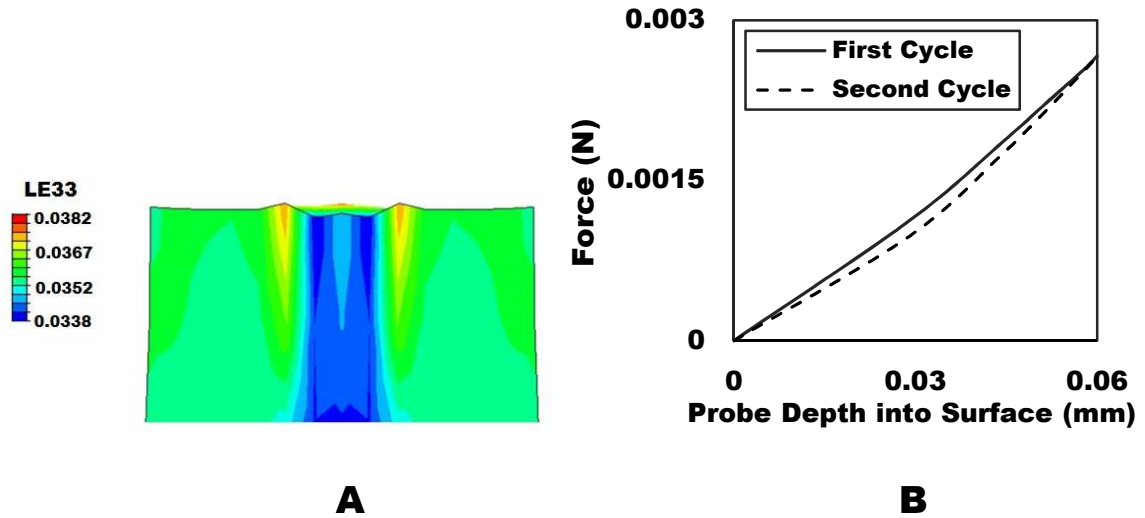 LE33
0.0382
0.0367
0.0352
0.0338
A
0.003
First Cycle
Second Cycle
Force (N)
0.0015
0
0 0.03 0.06
Probe Depth into Surface (mm)
B